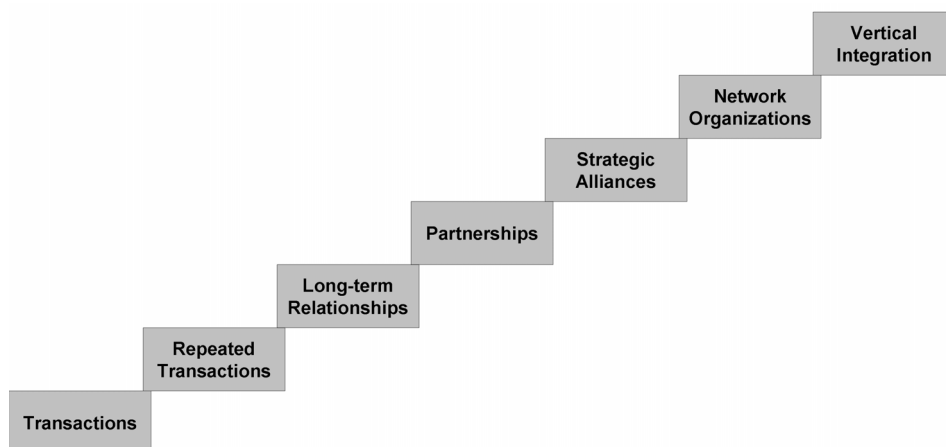 Vertical
Integration
Network
Organizations
Strategic
Alliances
Partnerships
Long-term
Relationships
Repeated
Transactions
Transactions